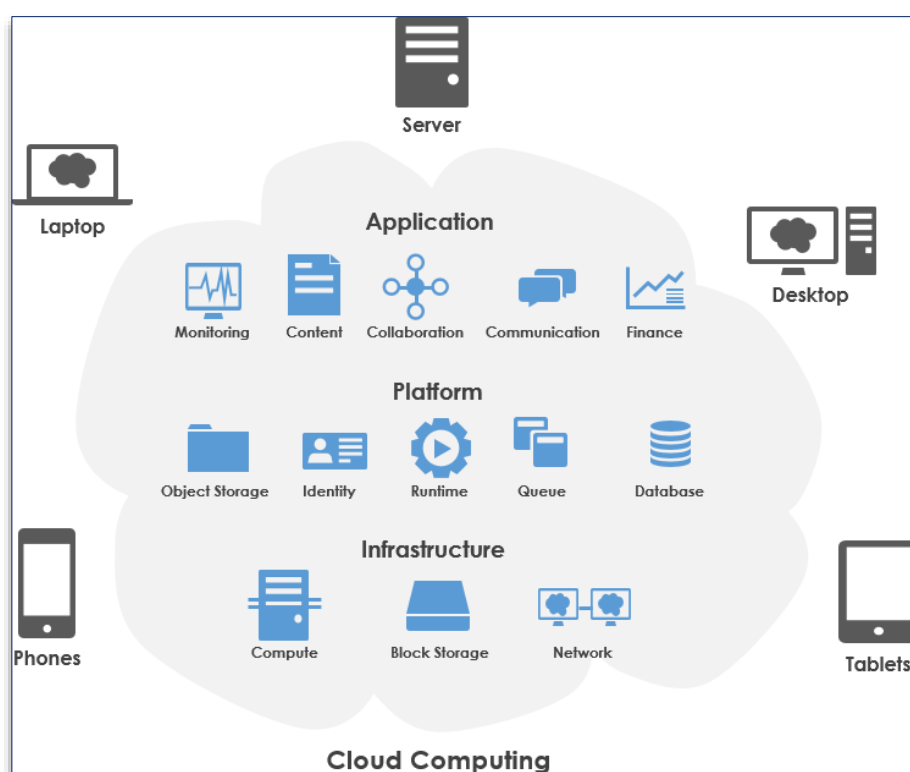 Server
Laptop
Application
Desktop
Monitoring Content Collaboration Communication Finance
Platform
Object Storage Identity Runtime Queue Database
Infrastructure
Compute Block Storage Network
Phones
Tablets
Cloud Computing